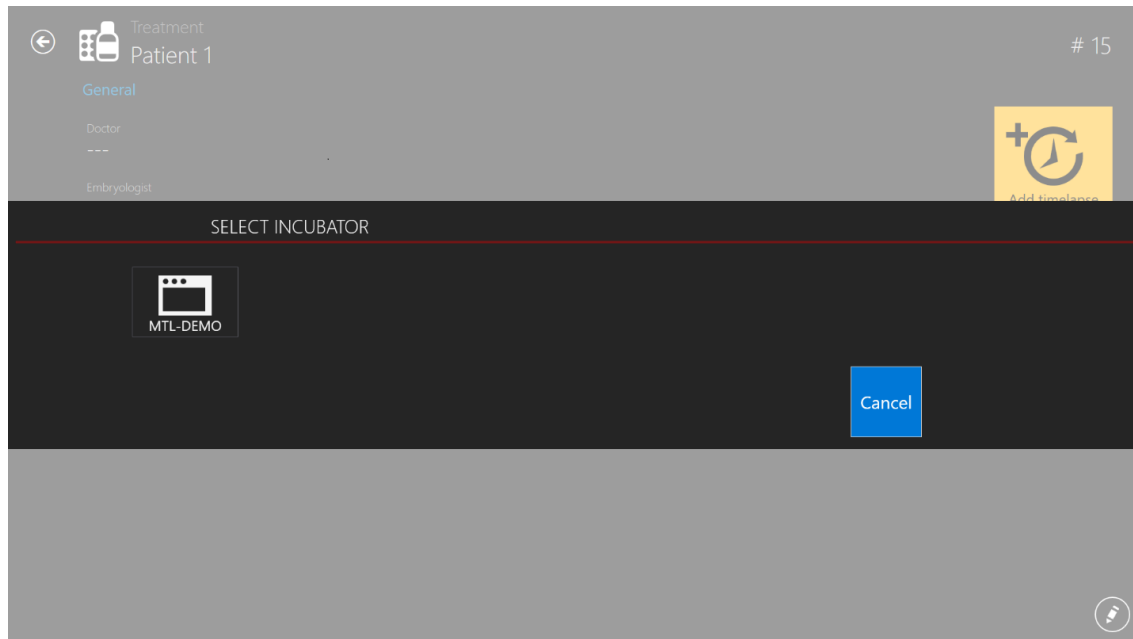 Treatment
Patient 1
# 15
General
Doctor
---
Embryologist
Add timelapse
SELECT INCUBATOR
MTL-DEMO
Cancel